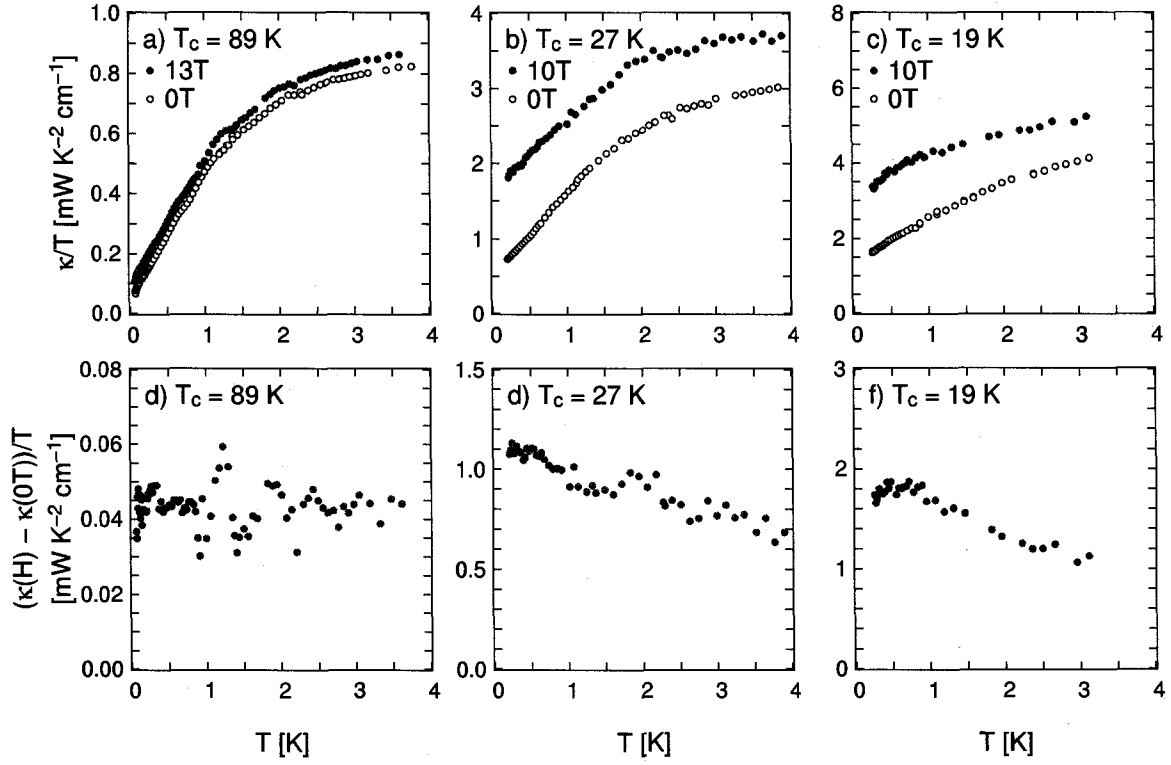 a) Tc = 89 K
• 13T
○ 0T
κ/T [mW K−2 cm−1]
1.0
0.8
0.6
0.4
0.2
0.0
0 1 2 3 4
b) Tc = 27 K
• 10T
○ 0T
4
3
2
1
0
0 1 2 3 4
c) Tc = 19 K
• 10T
○ 0T
8
6
4
2
0
0 1 2 3 4
d) Tc = 89 K
(κ(H) − κ(0T))/T
[mW K−2 cm−1]
0.08
0.06
0.04
0.02
0.00
0 1 2 3 4
T [K]
d) Tc = 27 K
1.5
1.0
0.5
0.0
0 1 2 3 4
T [K]
f) Tc = 19 K
3
2
1
0
0 1 2 3 4
T [K]